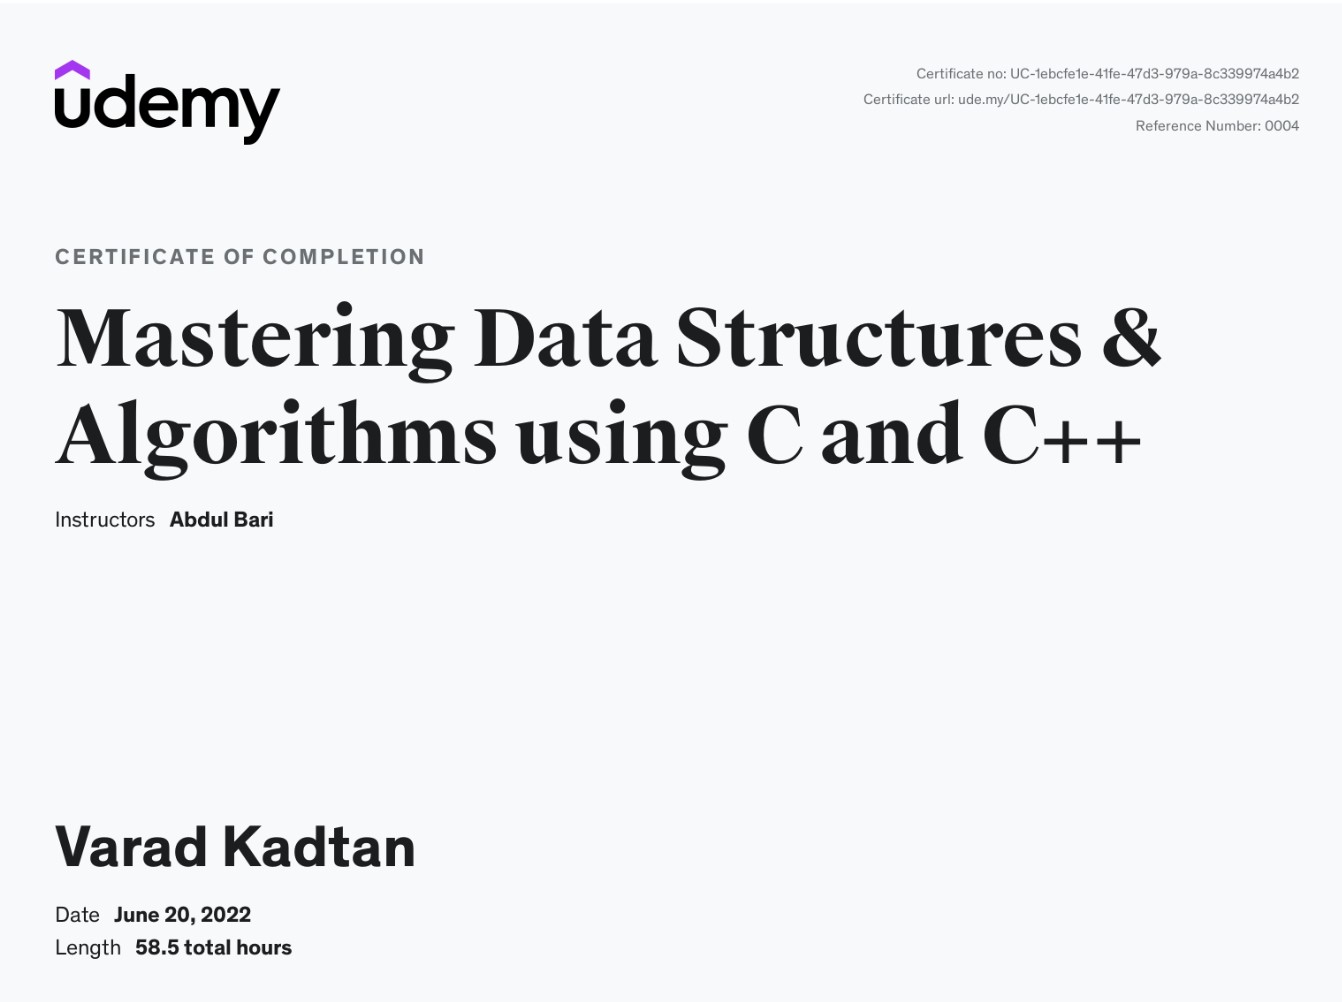 udemy
Certificate no: UC-1ebcfe1e-41fe-47d3-979a-8c339974a4b2
Certificate url: ude.my/UC-1ebcfe1e-41fe-47d3-979a-8c339974a4b2
Reference Number: 0004
CERTIFICATE OF COMPLETION
Mastering Data Structures &
Algorithms using C and C++
Instructors Abdul Bari
Varad Kadtan
Date June 20, 2022
Length 58.5 total hours